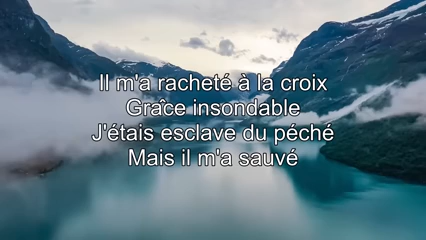 Il m'a racheté à la croix
Grâce insondable
J'étais esclave du péché
Mais il m'a sauvé